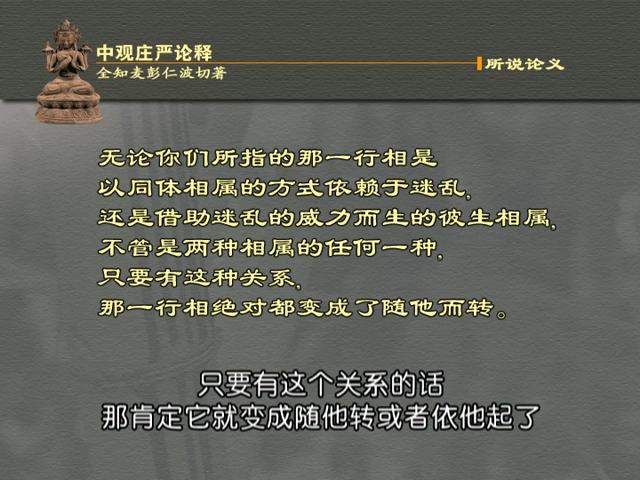 中观庄严论释
全知麦彭仁波切著
所说论义
无论你们所指的那一行相是
以同体相属的方式依赖于迷乱，
还是借助迷乱的威力而生的彼生相属，
不管是两种相属的任何一种，
只要有这种关系，
那一行相绝对都变成了随他而转。
只要有这个关系的话
那肯定它就变成随他转或者依他起了